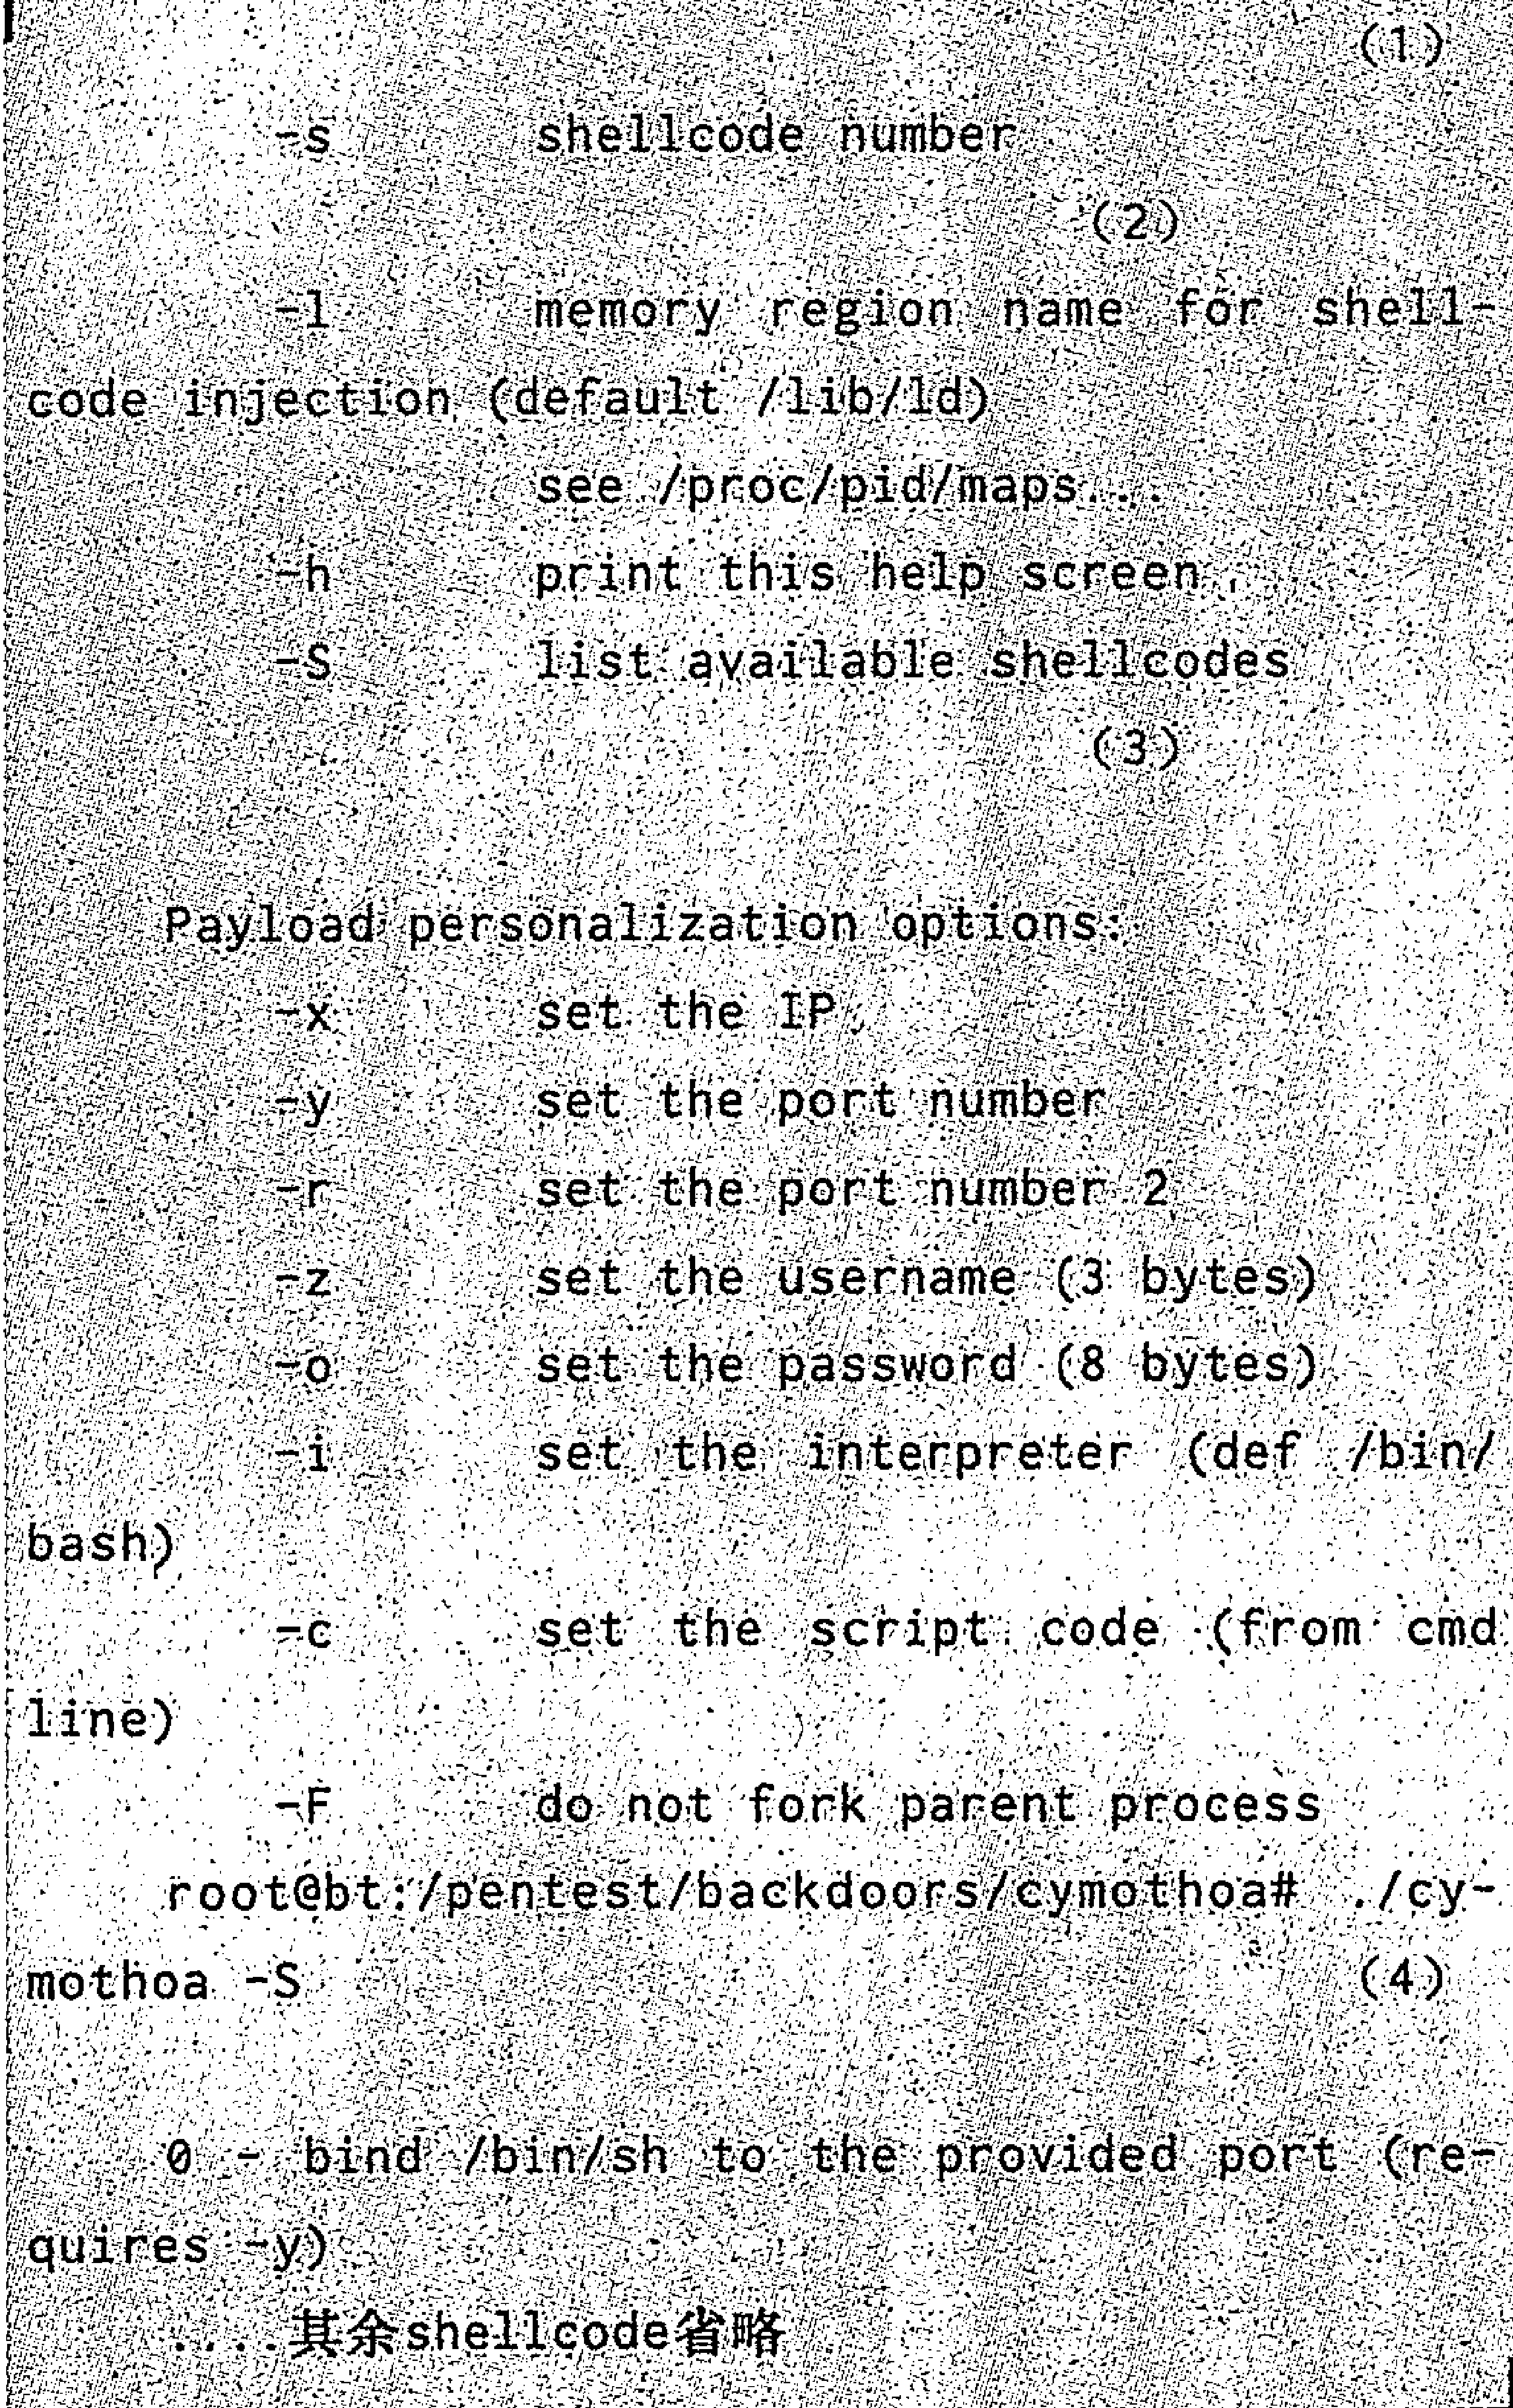 (1)
-s shellcode number
(2)
-l memory region name for shell-
code injection (default /lib/ld)
see /proc/pid/maps...
-h print this help screen
-S list available shellcodes
(3)
Payload personalization options:
-x set the IP
-y set the port number
-r set the port number 2
-z set the username (3 bytes)
-o set the password (8 bytes)
-i set the interpreter (def /bin/
bash)
-c set the script code (from cmd
line)
-F do not fork parent process
root@bt:/pentest/backdoors/cymothoa# ./cy-
mothoa -S (4)
0 - bind /bin/sh to the provided port (re-
quires -y)
....其余shellcode省略